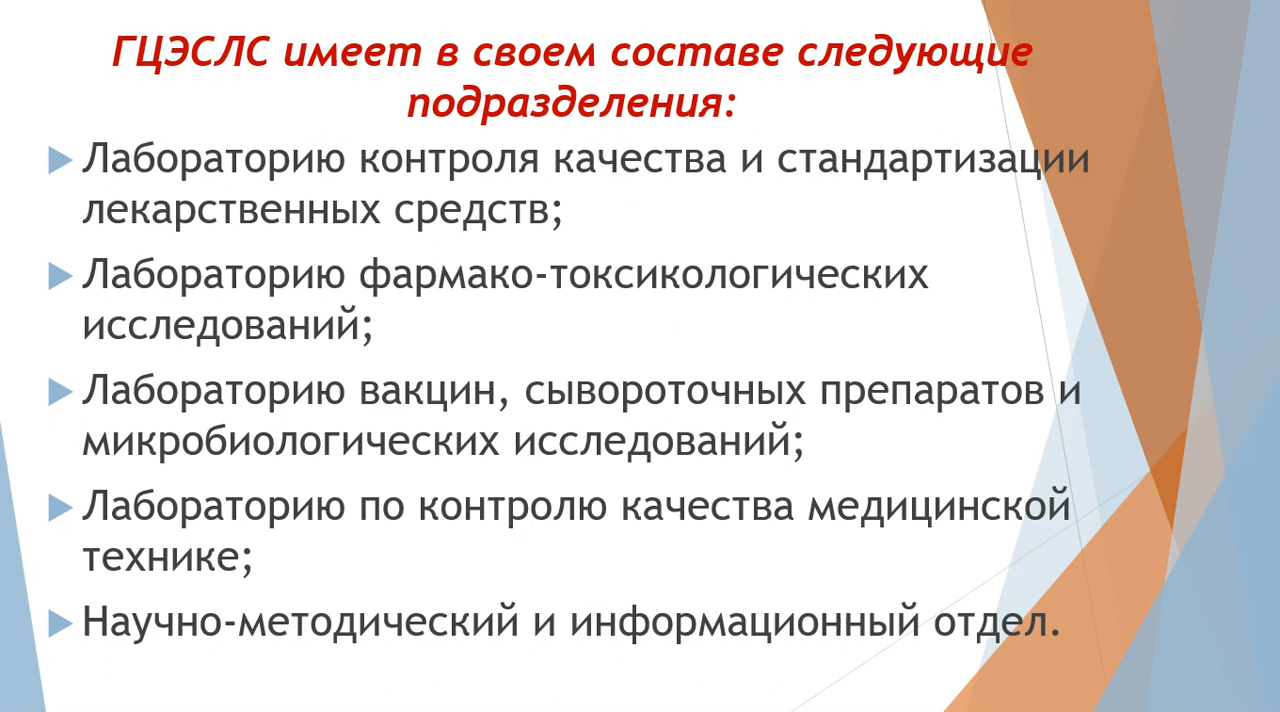 ГЦЭСЛС имеет в своем составе следующие
подразделения:
Лабораторию контроля качества и стандартизации
лекарственных средств;
Лабораторию фармако-токсикологических
исследований;
Лабораторию вакцин, сывороточных препаратов и
микробиологических исследований;
Лабораторию по контролю качества медицинской
технике;
Научно-методический и информационный отдел.